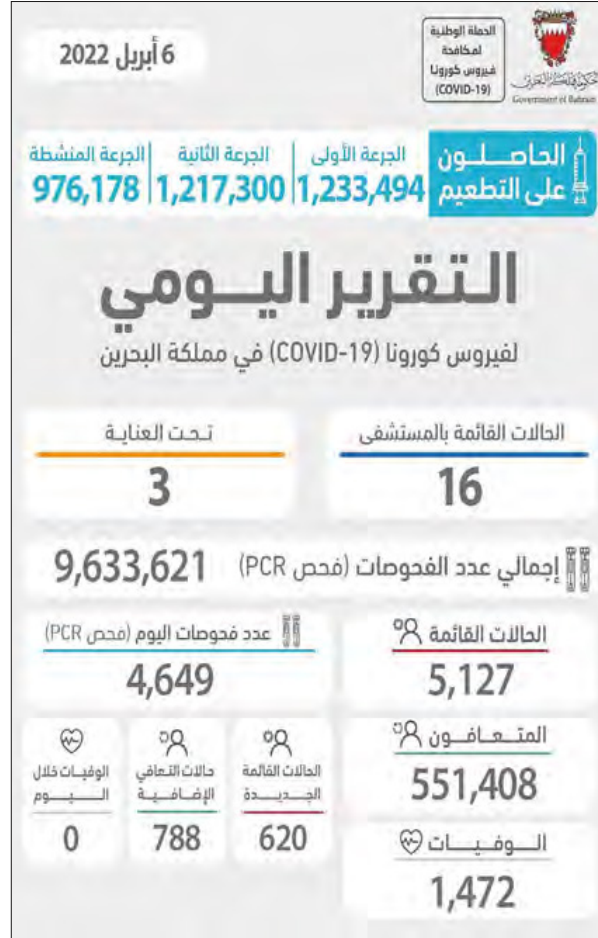 6 أبريل 2022
الحملة الوطنية
لمكافحة
فيروس كورونا
(COVID-19)
Government of Bahrain
الحاصلون
على التطعيم
الجرعة الأولى
1,233,494
الجرعة الثانية
1,217,300
الجرعة المنشطة
976,178
التقرير اليومي
لفيروس كورونا (COVID-19) في مملكة البحرين
الحالات القائمة بالمستشفى
16
تحت العناية
3
إجمالي عدد الفحوصات (فحص PCR) 9,633,621
الحالات القائمة
5,127
عدد فحوصات اليوم (فحص PCR)
4,649
المتعافون
551,408
الحالات القائمة
الجديدة
620
حالات التعافي
الإضافية
788
الوفيات خلال
اليوم
0
الوفيات
1,472